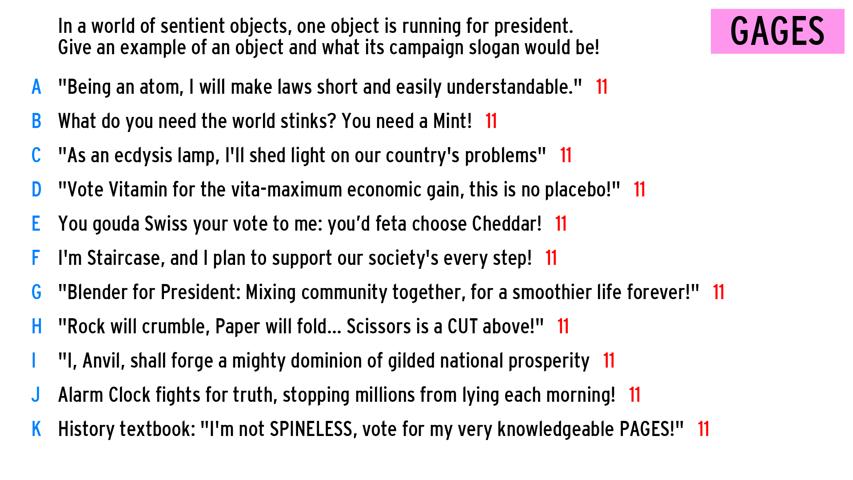 In a world of sentient objects, one object is running for president.
Give an example of an object and what its campaign slogan would be!
GAGES
A "Being an atom, I will make laws short and easily understandable." 11
B What do you need the world stinks? You need a Mint! 11
C "As an ecdysis lamp, I'll shed light on our country's problems" 11
D "Vote Vitamin for the vita-maximum economic gain, this is no placebo!" 11
E You gouda Swiss your vote to me: you’d feta choose Cheddar! 11
F I'm Staircase, and I plan to support our society's every step! 11
G "Blender for President: Mixing community together, for a smoothier life forever!" 11
H "Rock will crumble, Paper will fold... Scissors is a CUT above!" 11
I "I, Anvil, shall forge a mighty dominion of gilded national prosperity 11
J Alarm Clock fights for truth, stopping millions from lying each morning! 11
K History textbook: "I'm not SPINELESS, vote for my very knowledgeable PAGES!" 11